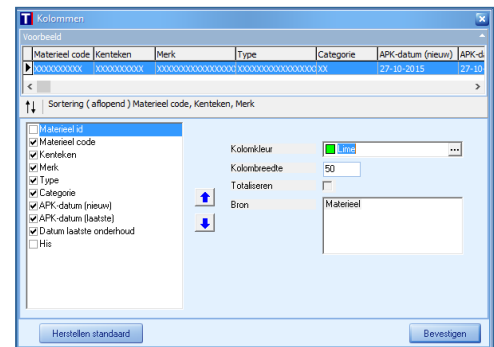 Kolommen
Voorbeeld
Materieel code Kenteken Merk Type Categorie APK-datum (nieuw) APK-d
XXXXXXXXXX XXXXXXXXXX XXXXXXXXXXXXXXXX XXXXXXXXXXXXXXXX XX 27-10-2015 27-10
Sortering ( aflopend ) Materieel code, Kenteken, Merk
Materieel id
Materieel code
Kenteken
Merk
Type
Categorie
APK-datum (nieuw)
APK-datum (laatste)
Datum laatste onderhoud
His
Kolomkleur Lime ...
Kolombreedte 50
Totaliseren
Bron Materieel
Herstellen standaard Bevestigen